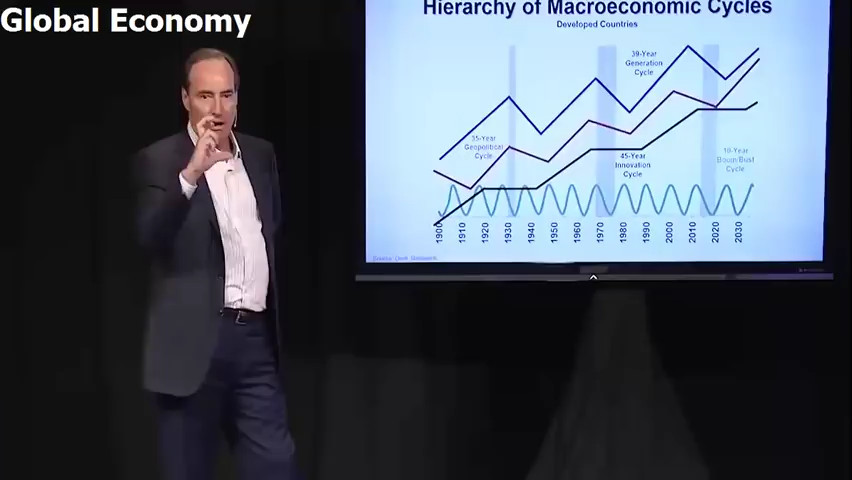 Global Economy
Hierarchy of Macroeconomic Cycles
Developed Countries
39-Year
Generation
Cycle
35-Year
Geopolitical
Cycle
45-Year
Innovation
Cycle
10-Year
Boom/Bust
Cycle
1900
1910
1920
1930
1940
1950
1960
1970
1980
1990
2000
2010
2020
2030